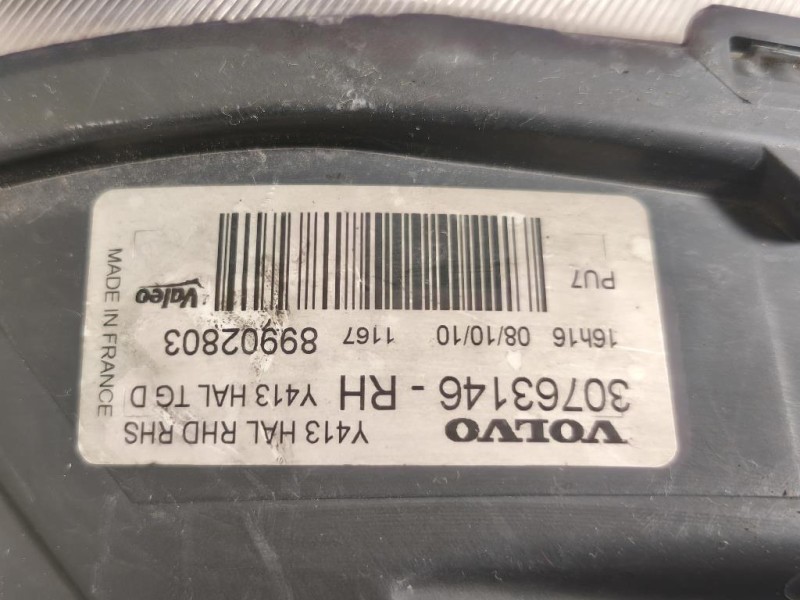 VOLVO Y413 HAL RHD RHS
30763146 - RH Y413 HAL TG D
16h16 08/10/10 1167 89902803
PU7
Valeo
MADE IN FRANCE